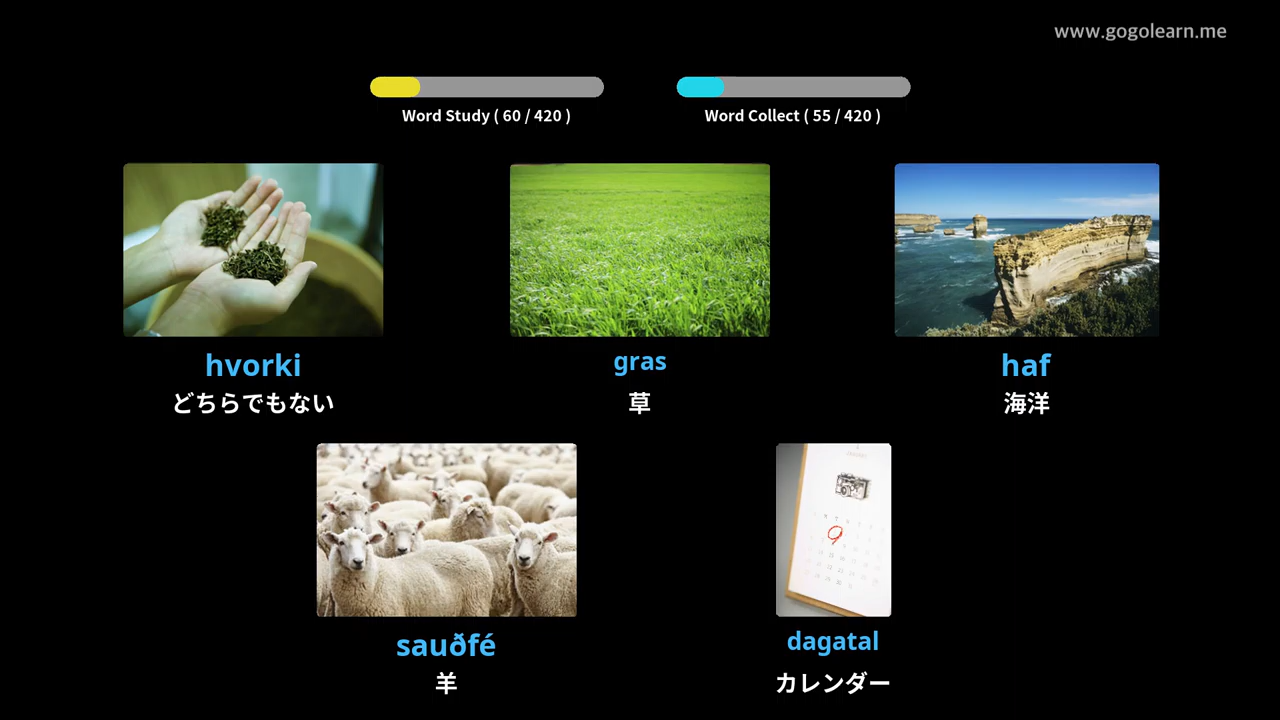 www.gogolearn.me
Word Study ( 60 / 420 )
Word Collect ( 55 / 420 )
hvorki
どちらでもない
gras
草
haf
海洋
sauðfé
羊
dagatal
カレンダー